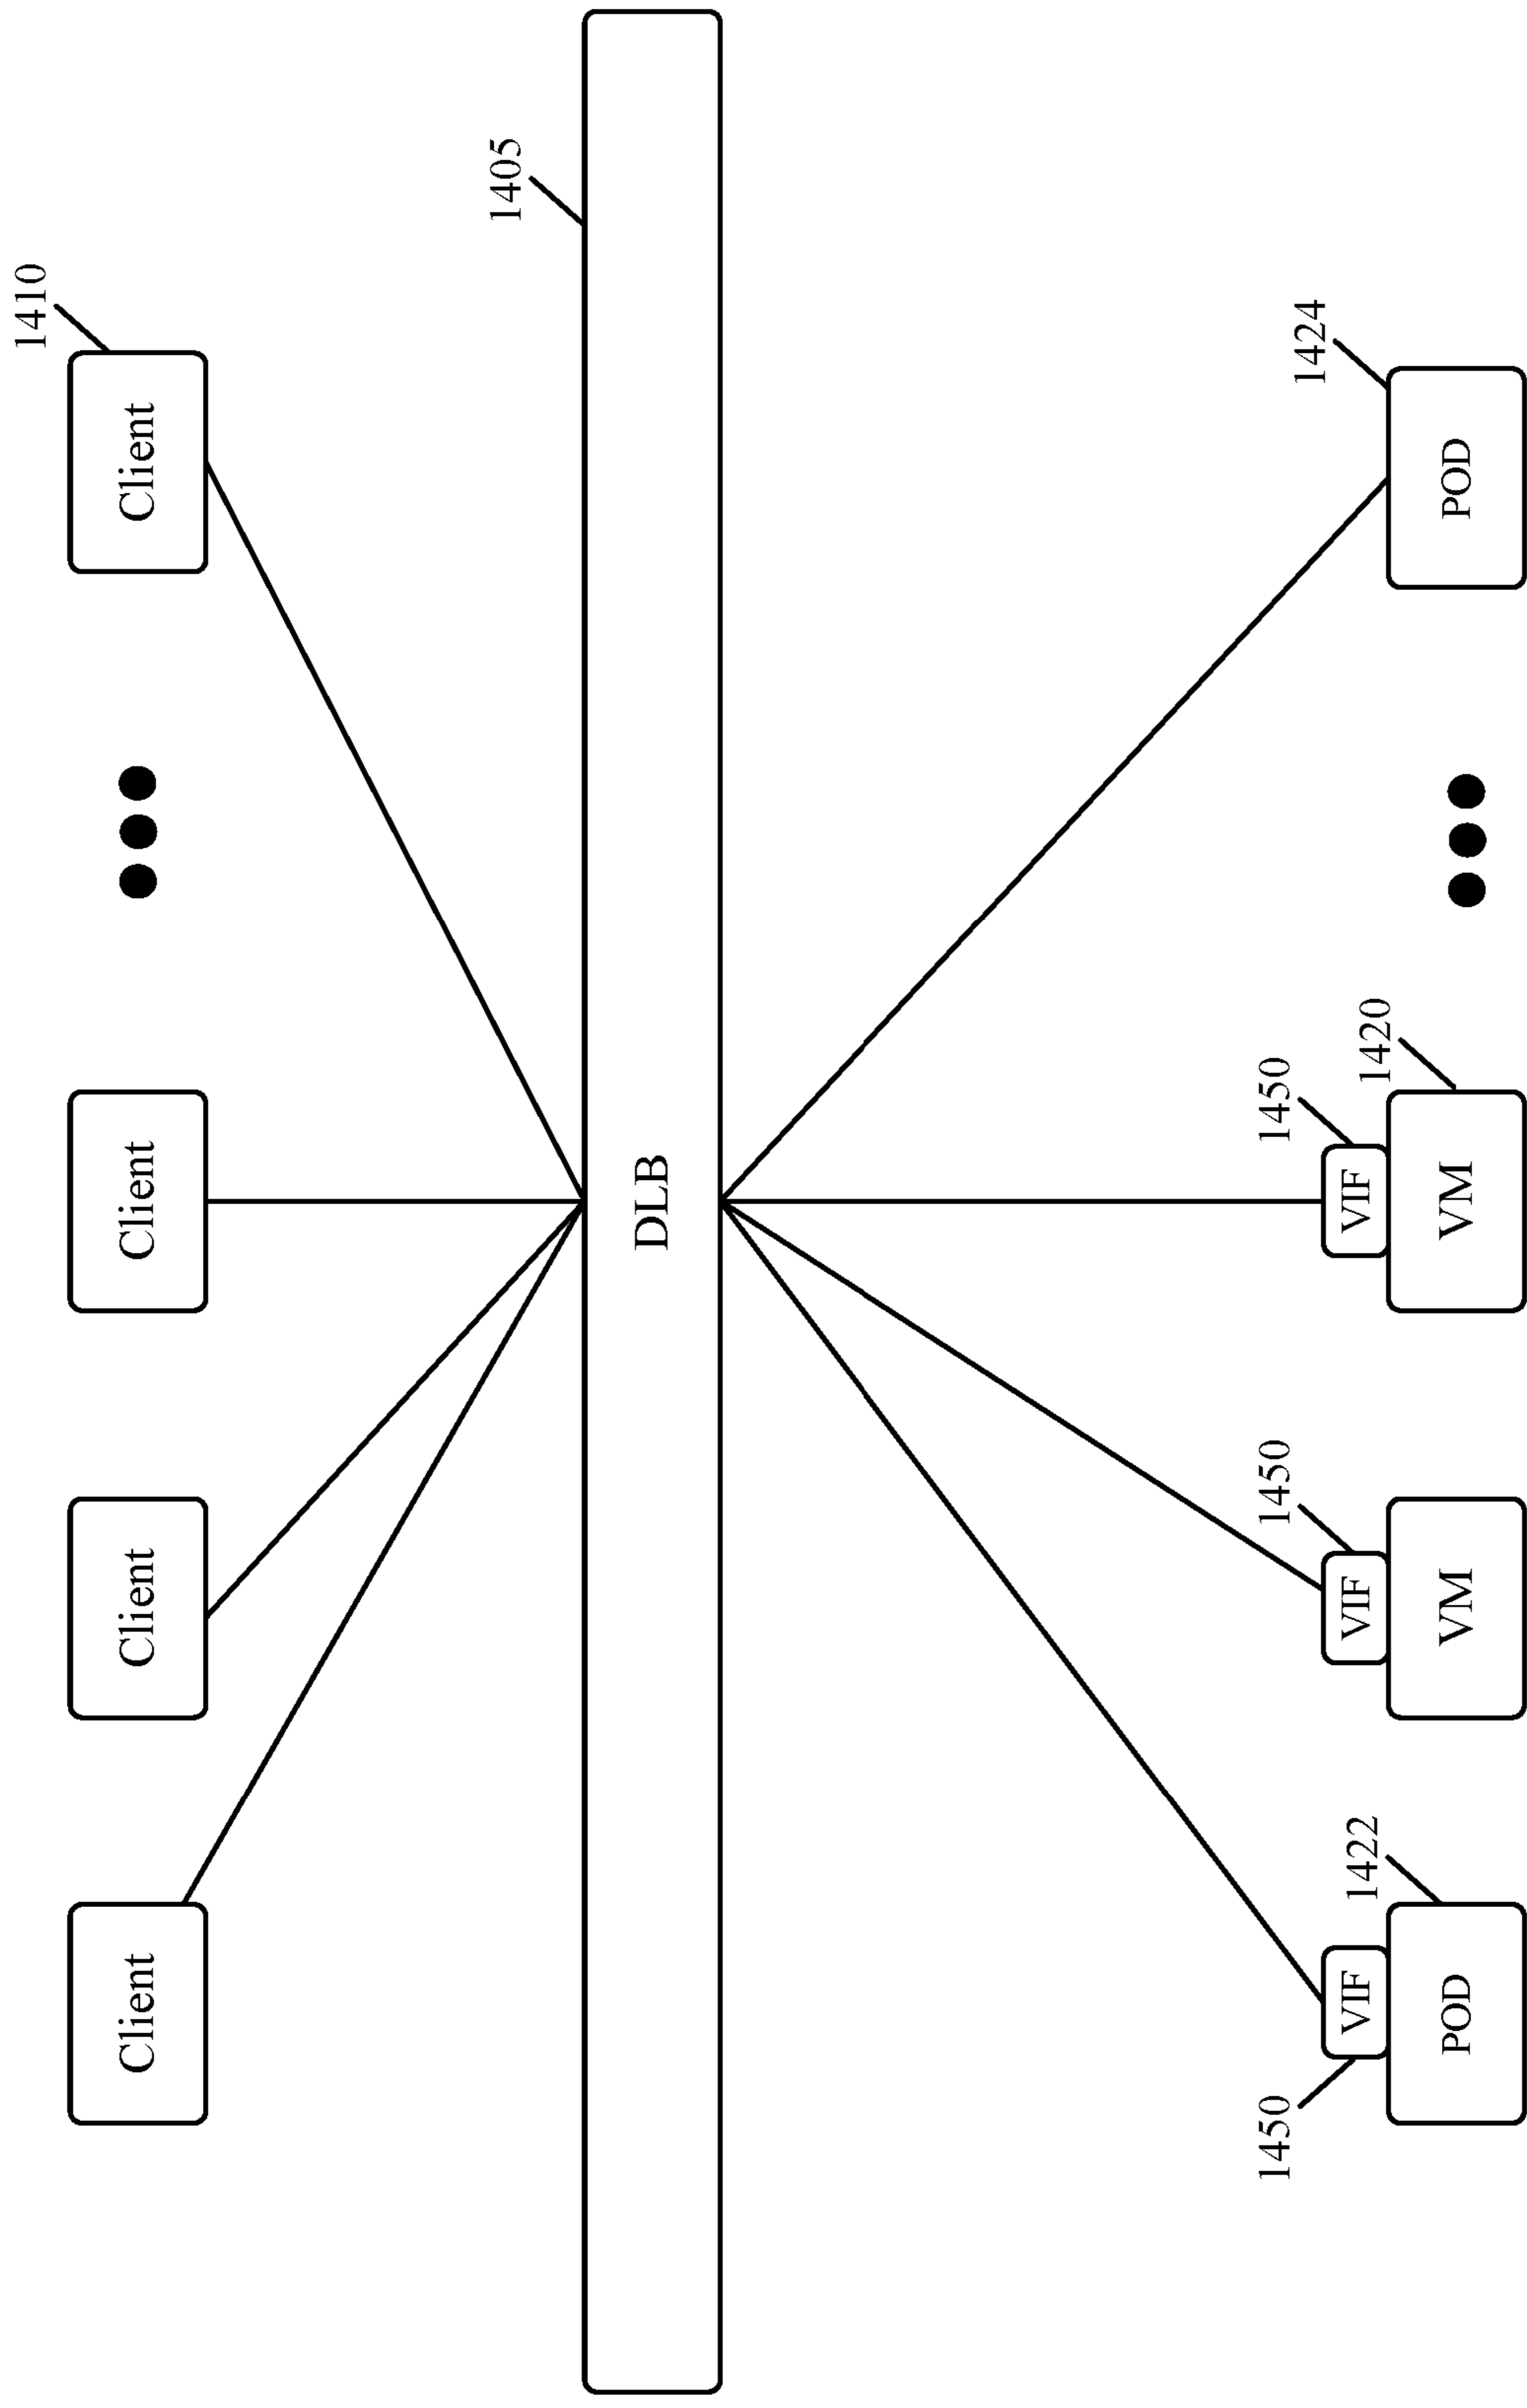 1410
Client
Client
Client
Client
1405
DLB
1450
1450
1450
1424
VIF
VIF
VIF
1422
1420
POD
VM
VM
POD